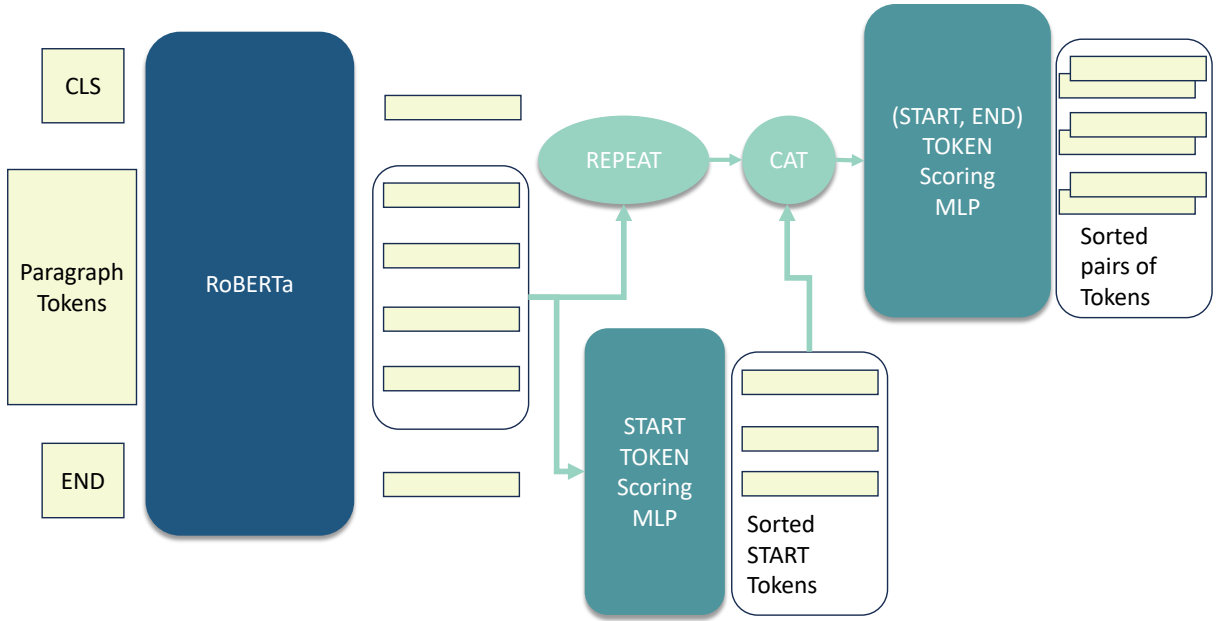 CLS
Paragraph
Tokens
END
RoBERTa
REPEAT
CAT
START
TOKEN
Scoring
MLP
Sorted
START
Tokens
(START, END)
TOKEN
Scoring
MLP
Sorted
pairs of
Tokens